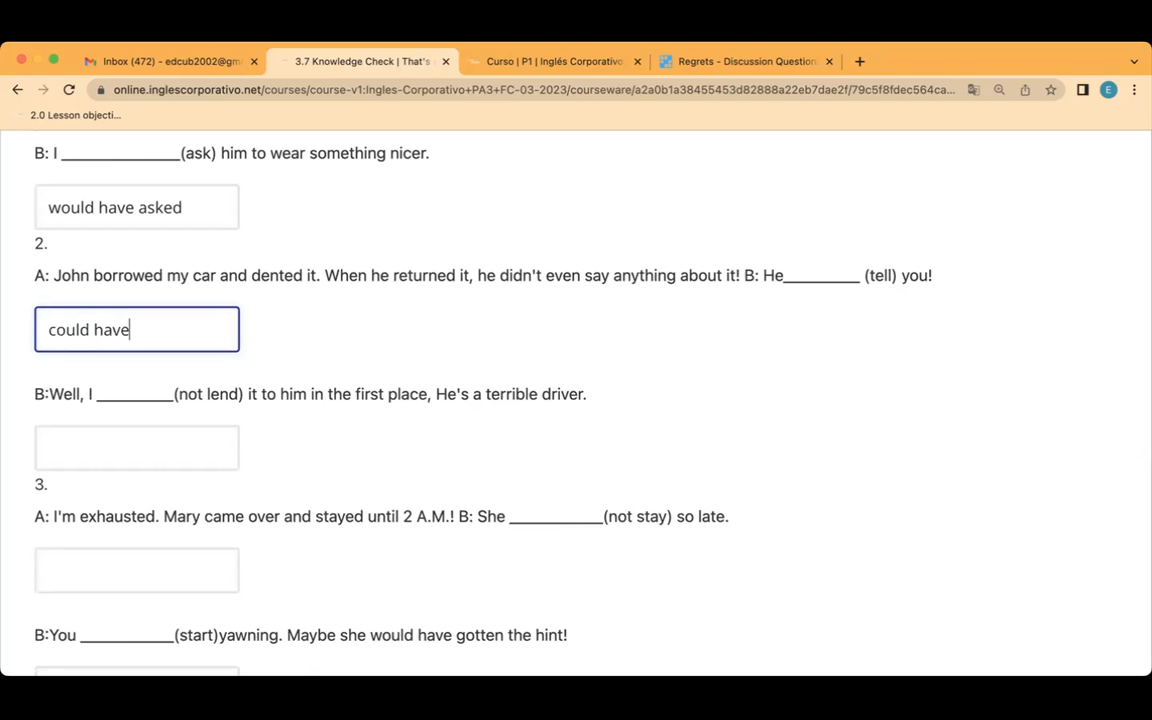 Inbox (472) - edcub2002@gm
3.7 Knowledge Check | That's
Curso | P1 | Inglés Corporativo
Regrets - Discussion Question
online.inglescorporativo.net/courses/course-v1:Ingles-Corporativo+PA3+FC-03-2023/courseware/a2a0b1a38455453d82888a22eb7dae2f/79c5f8fdec564ca...
E
2.0 Lesson objecti...
B: I ______________(ask) him to wear something nicer.
would have asked
2.
A: John borrowed my car and dented it. When he returned it, he didn't even say anything about it! B: He_________ (tell) you!
could have
B:Well, I _________(not lend) it to him in the first place, He's a terrible driver.
3.
A: I'm exhausted. Mary came over and stayed until 2 A.M.! B: She ___________(not stay) so late.
B:You ___________(start)yawning. Maybe she would have gotten the hint!